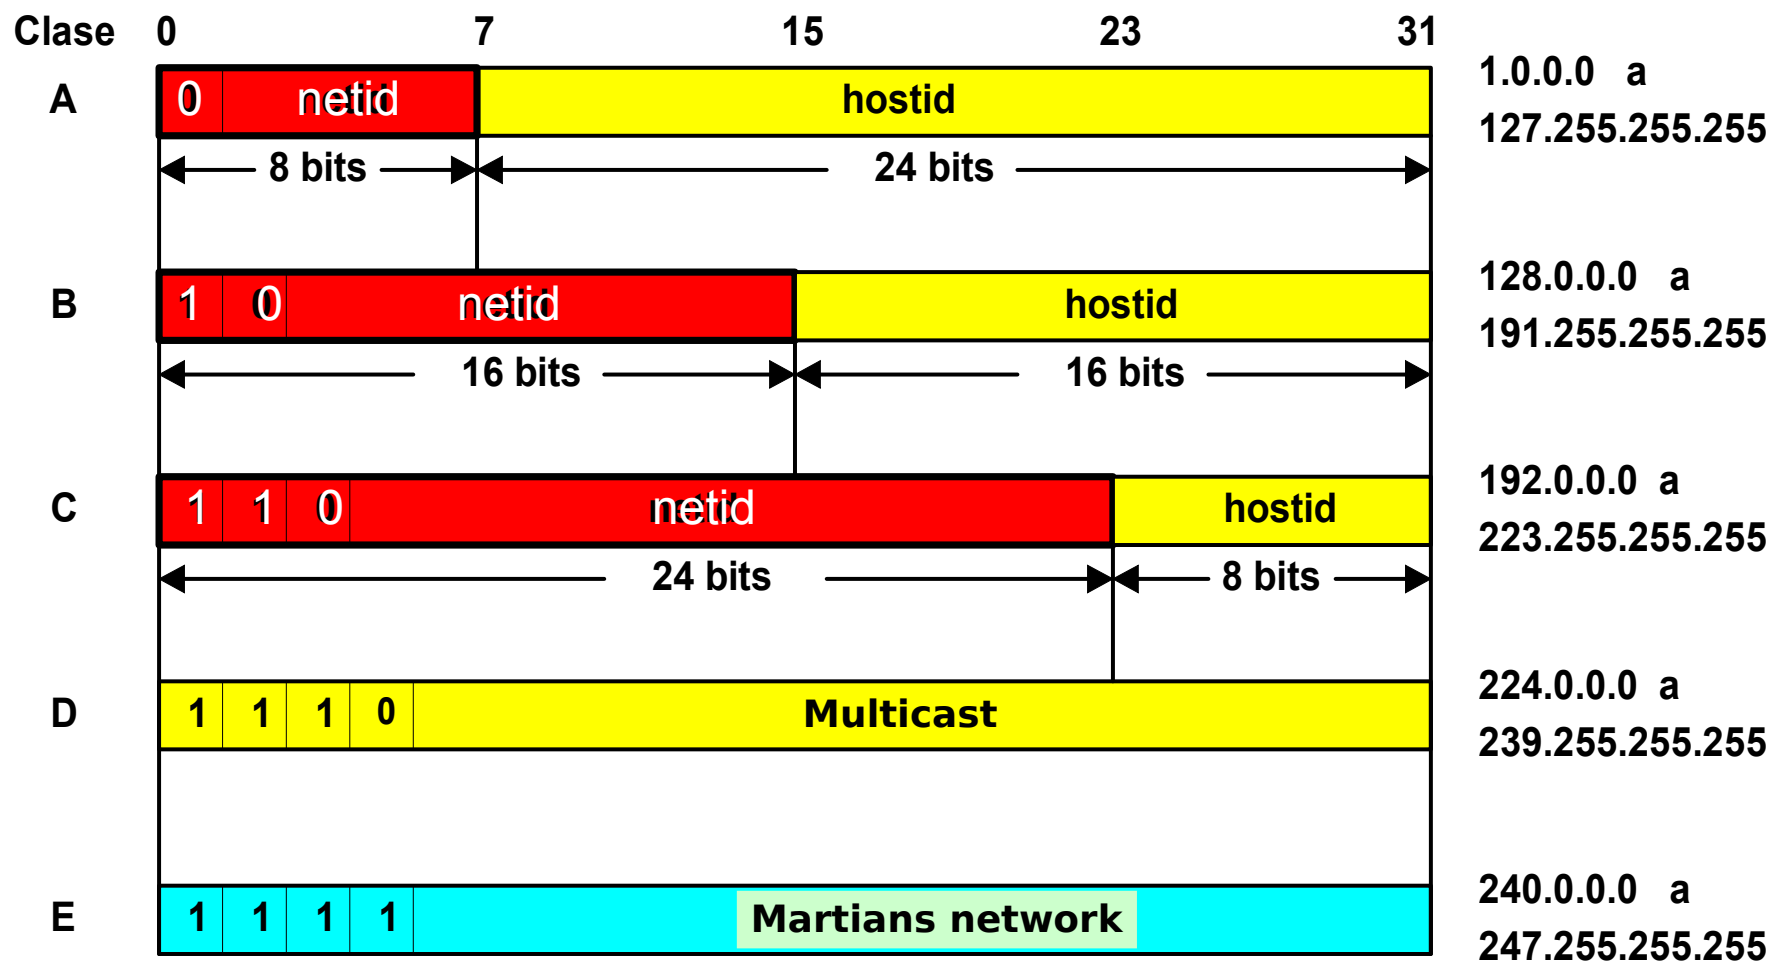 Clase 0 7 15 23 31
A 0 netid hostid 1.0.0.0 a
127.255.255.255
8 bits 24 bits
B 1 0 netid hostid 128.0.0.0 a
191.255.255.255
16 bits 16 bits
C 1 1 0 netid hostid 192.0.0.0 a
223.255.255.255
24 bits 8 bits
D 1 1 1 0 Multicast 224.0.0.0 a
239.255.255.255
E 1 1 1 1 Martians network 240.0.0.0 a
247.255.255.255